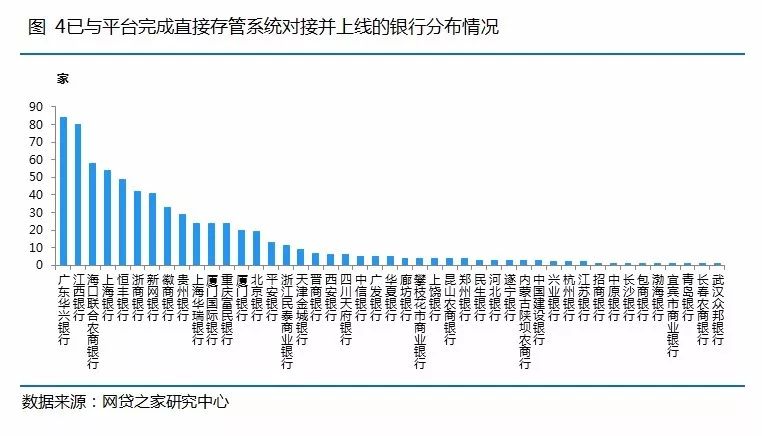 图 4已与平台完成直接存管系统对接并上线的银行分布情况
家
90
80
70
60
50
40
30
20
10
0
广东华兴银行
江西银行
海口联合农商银行
上海银行
恒丰银行
浙商银行
新网银行
徽商银行
贵州银行
上海华瑞银行
厦门国际银行
重庆富民银行
厦门银行
北京银行
平安银行
浙江民泰商业银行
天津金城银行
晋商银行
西安银行
四川天府银行
中信银行
广发银行
华夏银行
廊坊银行
攀枝花市商业银行
上饶银行
昆山农商银行
郑州银行
民生银行
河北银行
遂宁银行
内蒙古陕坝农商行
中国建设银行
兴业银行
杭州银行
江苏银行
招商银行
中原银行
长沙银行
包商银行
渤海银行
宜宾市商业银行
青岛银行
长春农商银行
武汉众邦银行
数据来源：网贷之家研究中心